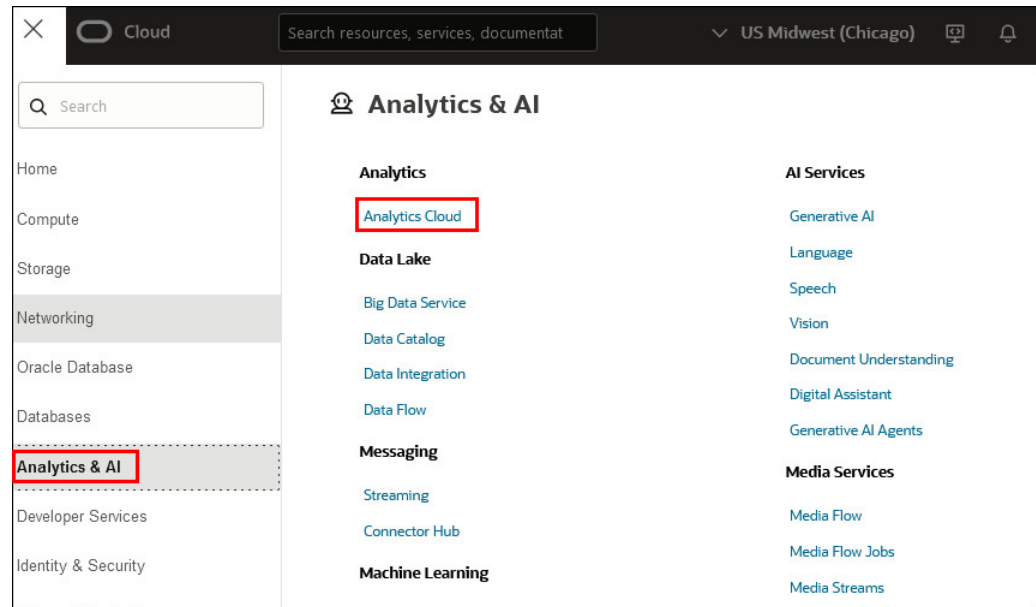 Cloud
Search resources, services, documentat
US Midwest (Chicago)
Search
Home
Compute
Storage
Networking
Oracle Database
Databases
Analytics & AI
Developer Services
Identity & Security
Analytics & AI
Analytics
Analytics Cloud
Data Lake
Big Data Service
Data Catalog
Data Integration
Data Flow
Messaging
Streaming
Connector Hub
Machine Learning
AI Services
Generative AI
Language
Speech
Vision
Document Understanding
Digital Assistant
Generative AI Agents
Media Services
Media Flow
Media Flow Jobs
Media Streams